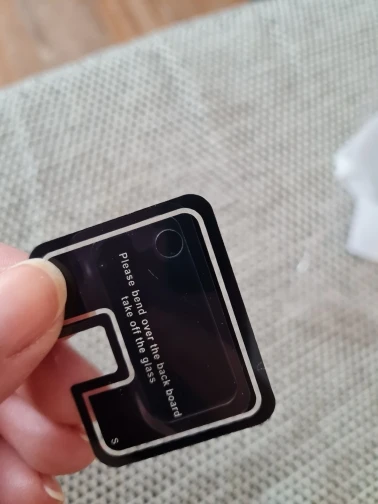 Please bend over the back board
take off the glass
S